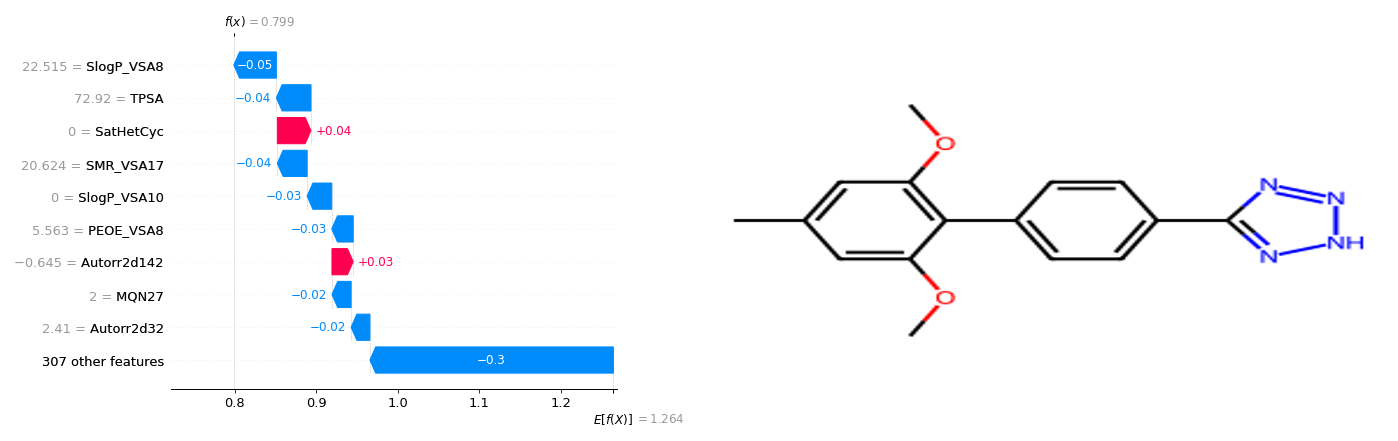 f(x) = 0.799
22.515 = SlogP_VSA8
−0.05
72.92 = TPSA
−0.04
0 = SatHetCyc
+0.04
20.624 = SMR_VSA17
−0.04
0 = SlogP_VSA10
−0.03
5.563 = PEOE_VSA8
−0.03
−0.645 = Autorr2d142
+0.03
2 = MQN27
−0.02
2.41 = Autorr2d32
−0.02
307 other features
−0.3
0.8 0.9 1.0 1.1 1.2
E[f(X)] = 1.264
O
O
N
N
NH
N